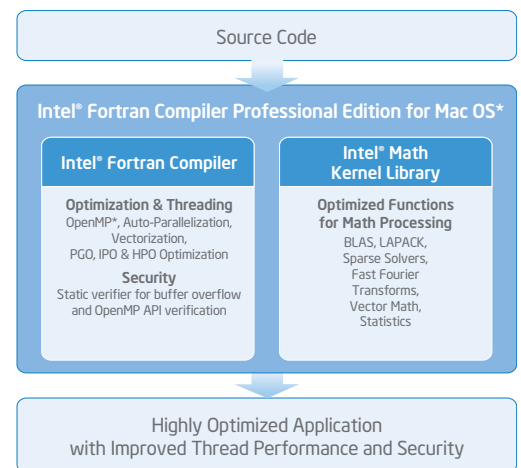 Source Code
Intel® Fortran Compiler Professional Edition for Mac OS*
Intel® Fortran Compiler
Optimization & Threading
OpenMP*, Auto-Parallelization,
Vectorization,
PGO, IPO & HPO Optimization
Security
Static verifier for buffer overflow
and OpenMP API verification
Intel® Math
Kernel Library
Optimized Functions
for Math Processing
BLAS, LAPACK,
Sparse Solvers,
Fast Fourier
Transforms,
Vector Math,
Statistics
Highly Optimized Application
with Improved Thread Performance and Security